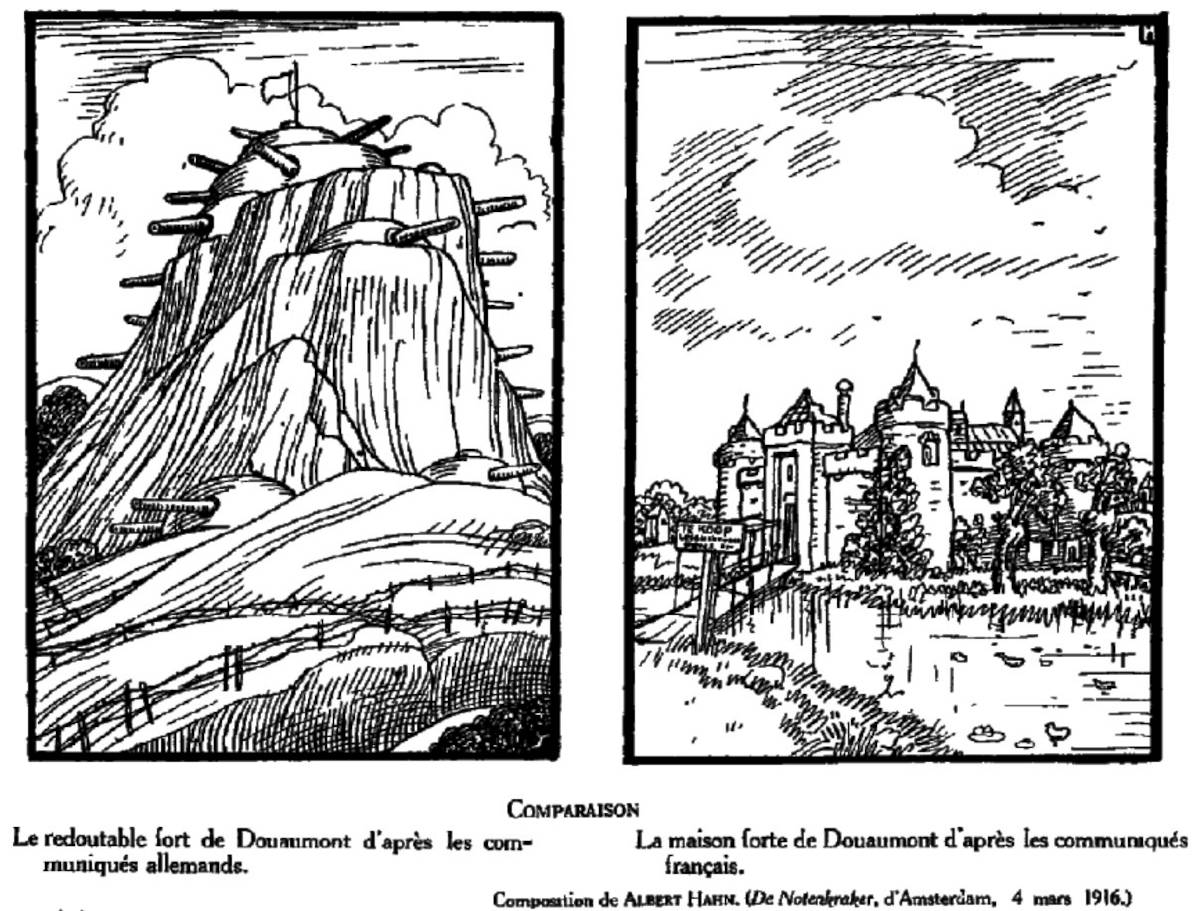 H
TE KOOP
COMPARAISON
Le redoutable fort de Douaumont d'après les com-
muniqués allemands.
La maison forte de Douaumont d'après les communiqués
français.
Composition de ALBERT HAHN. (De Notenkraker, d'Amsterdam, 4 mars 1916.)